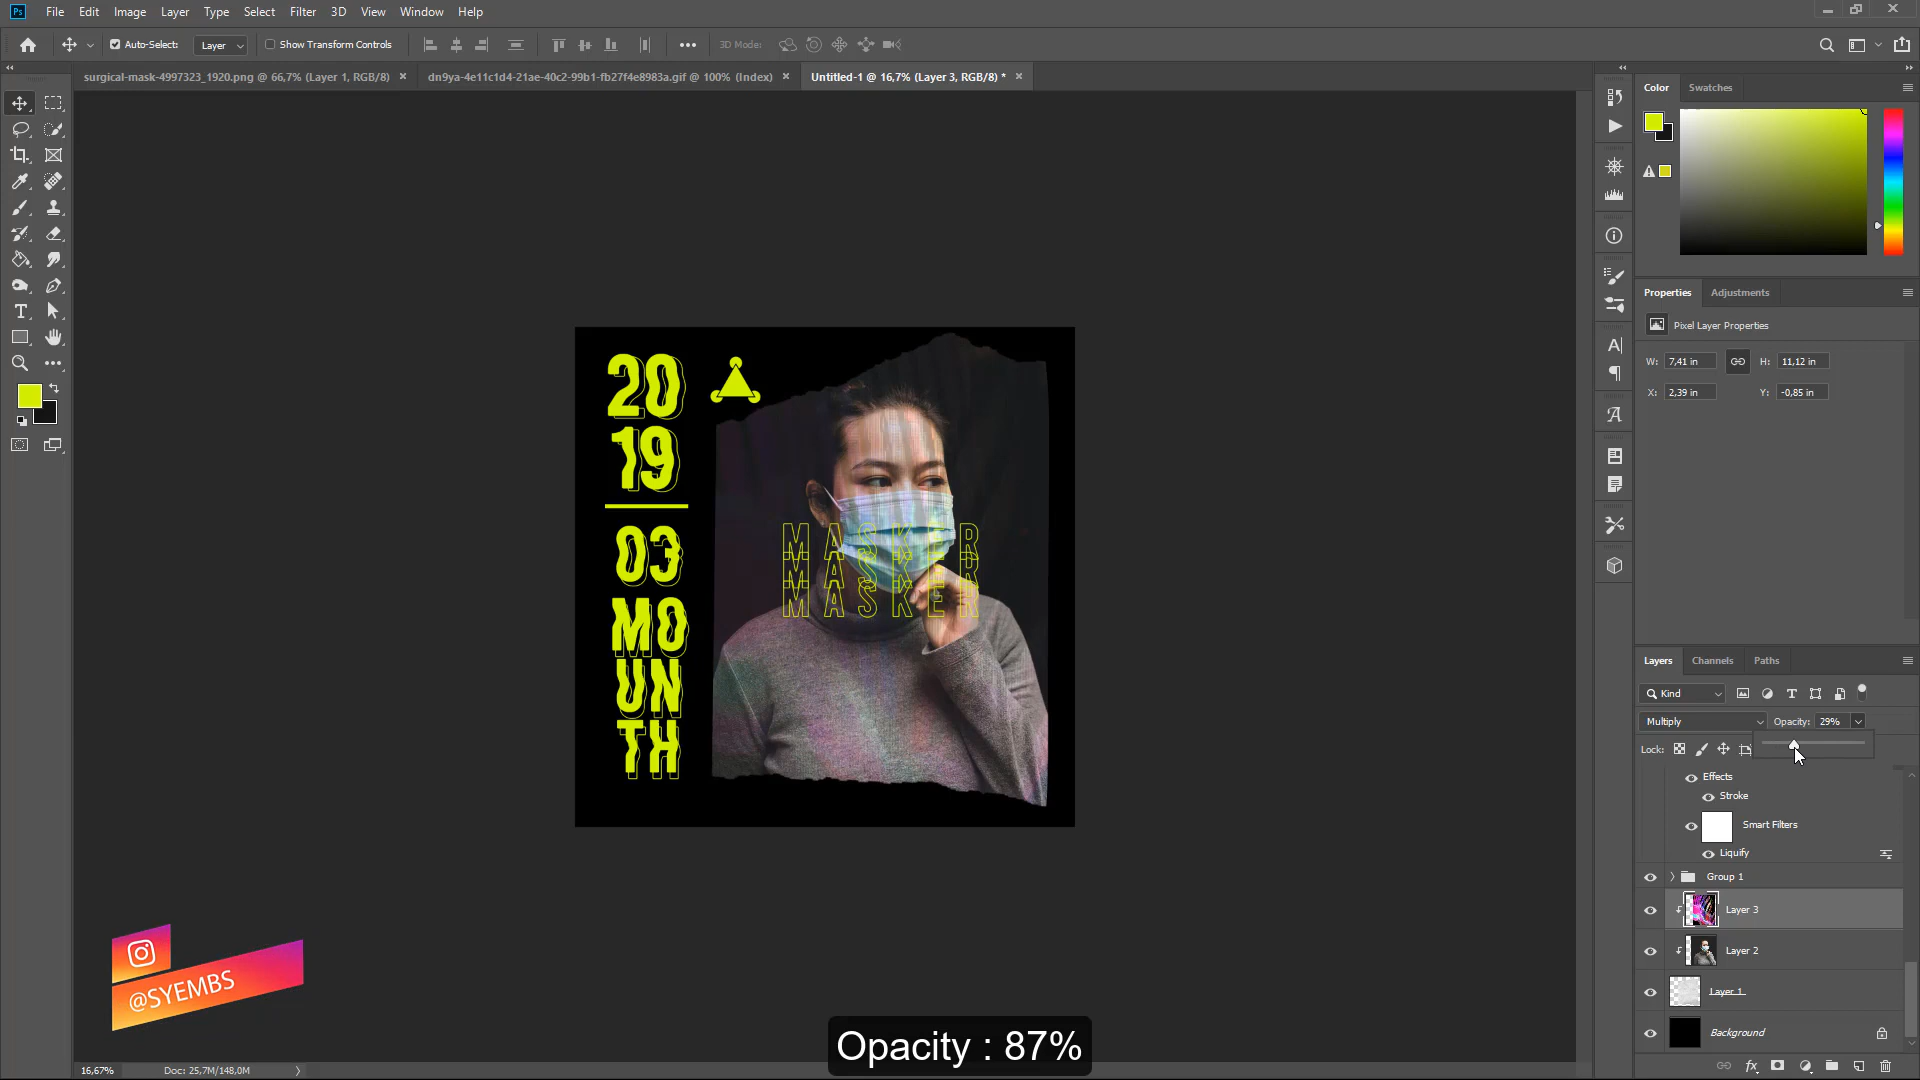 Ps File Edit Image Layer Type Select Filter 3D View Window Help
Auto-Select: Layer Show Transform Controls 3D Mode:
surgical-mask-4997323_1920.png @ 66,7% (Layer 1, RGB/8) × dn9ya-4e11c1d4-21ae-40c2-99b1-fb27f4e8983a.gif @ 100% (Index) × Untitled-1 @ 16,7% (Layer 3, RGB/8) * ×
Color Swatches
Properties Adjustments
Pixel Layer Properties
W: 7,41 in H: 11,12 in
X: 2,39 in Y: -0,85 in
20
19
03
MO
UN
TH
MASKER
MASKER
MASKER
Layers Channels Paths
Kind
Multiply Opacity: 29%
Lock:
Effects
Stroke
Smart Filters
Liquify
Group 1
Layer 3
Layer 2
Layer 1
Background
@SYEMBS
Opacity : 87%
16,67% Doc: 25,7M/148,0M